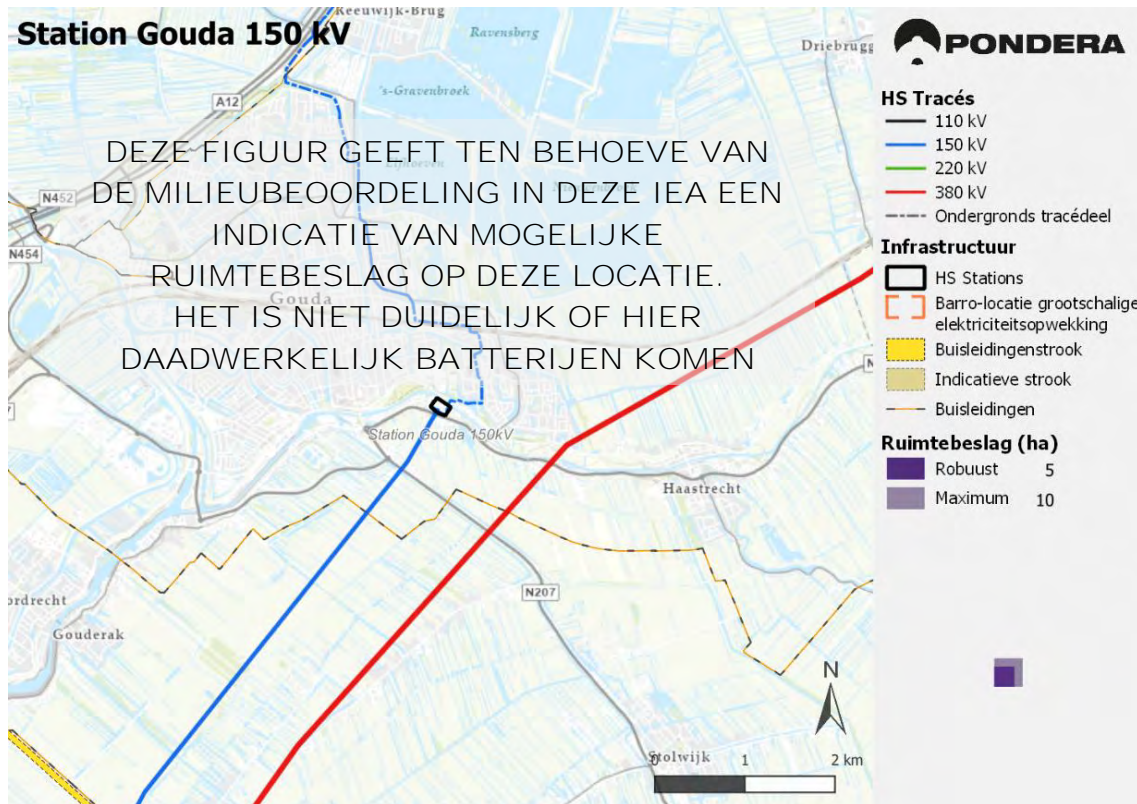 Station Gouda 150 kV
Reeuwijk-Brug
Ravensberg
Driebrugg
's-Gravenbroek
A12
DEZE FIGUUR GEEFT TEN BEHOEVE VAN
DE MILIEUBEOORDELING IN DEZE IEA EEN
INDICATIE VAN MOGELIJKE
RUIMTEBESLAG OP DEZE LOCATIE.
HET IS NIET DUIDELIJK OF HIER
DAADWERKELIJK BATTERIJEN KOMEN
N452
N454
Gouda
Station Gouda 150kV
Haastrecht
N207
ordrecht
Gouderak
Stolwijk
N
0 1 2 km
PONDERA
HS Tracés
110 kV
150 kV
220 kV
380 kV
Ondergronds tracédeel
Infrastructuur
HS Stations
Barro-locatie grootschalige
elektriciteitsopwekking
Buisleidingenstrook
Indicatieve strook
Buisleidingen
Ruimtebeslag (ha)
Robuust 5
Maximum 10